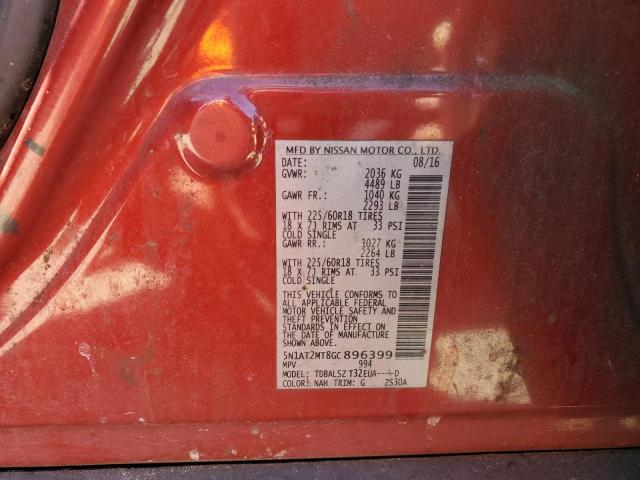 MFD BY NISSAN MOTOR CO., LTD.
DATE: 08/16
GVWR: 2036 KG
4489 LB
GAWR FR.: 1040 KG
2293 LB
WITH 225/60R18 TIRES
18 X 7J RIMS AT 33 PSI
COLD SINGLE
GAWR RR.: 1027 KG
2264 LB
WITH 225/60R18 TIRES
18 X 7J RIMS AT 33 PSI
COLD SINGLE
THIS VEHICLE CONFORMS TO
ALL APPLICABLE FEDERAL
MOTOR VEHICLE SAFETY AND
THEFT PREVENTION
STANDARDS IN EFFECT ON
THE DATE OF MANUFACTURE
SHOWN ABOVE.
5N1AT2MT8GC896399
MPV 994
MODEL: TDBALSZ T32EUA----D
COLOR: NAH TRIM: G ZS30A